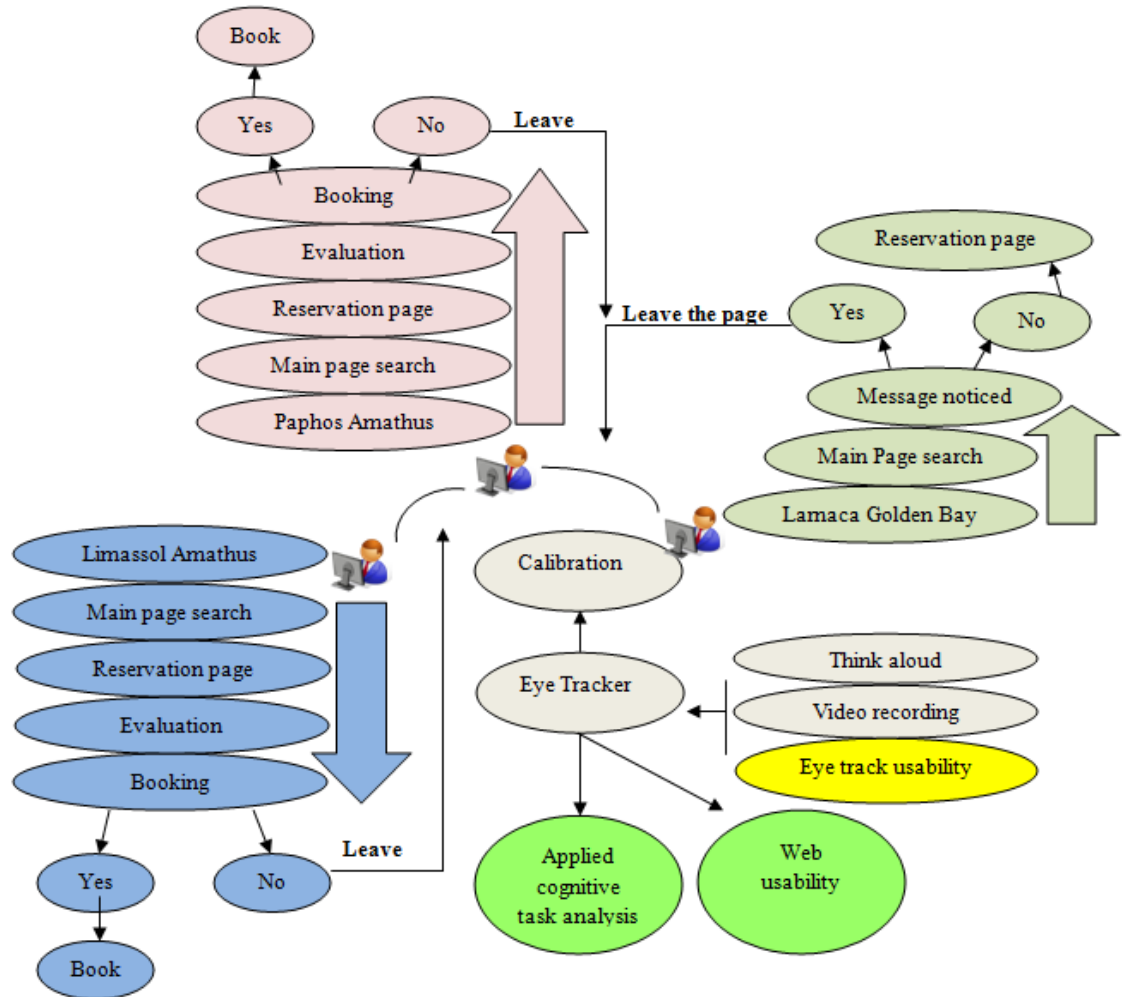 Book
Yes
No
Leave
Booking
Evaluation
Reservation page
Main page search
Paphos Amathus
Reservation page
Leave the page
Yes
No
Message noticed
Main Page search
Lamaca Golden Bay
Limassol Amathus
Main page search
Reservation page
Evaluation
Booking
Yes
No
Leave
Book
Calibration
Eye Tracker
Think aloud
Video recording
Eye track usability
Applied
cognitive
task analysis
Web
usability